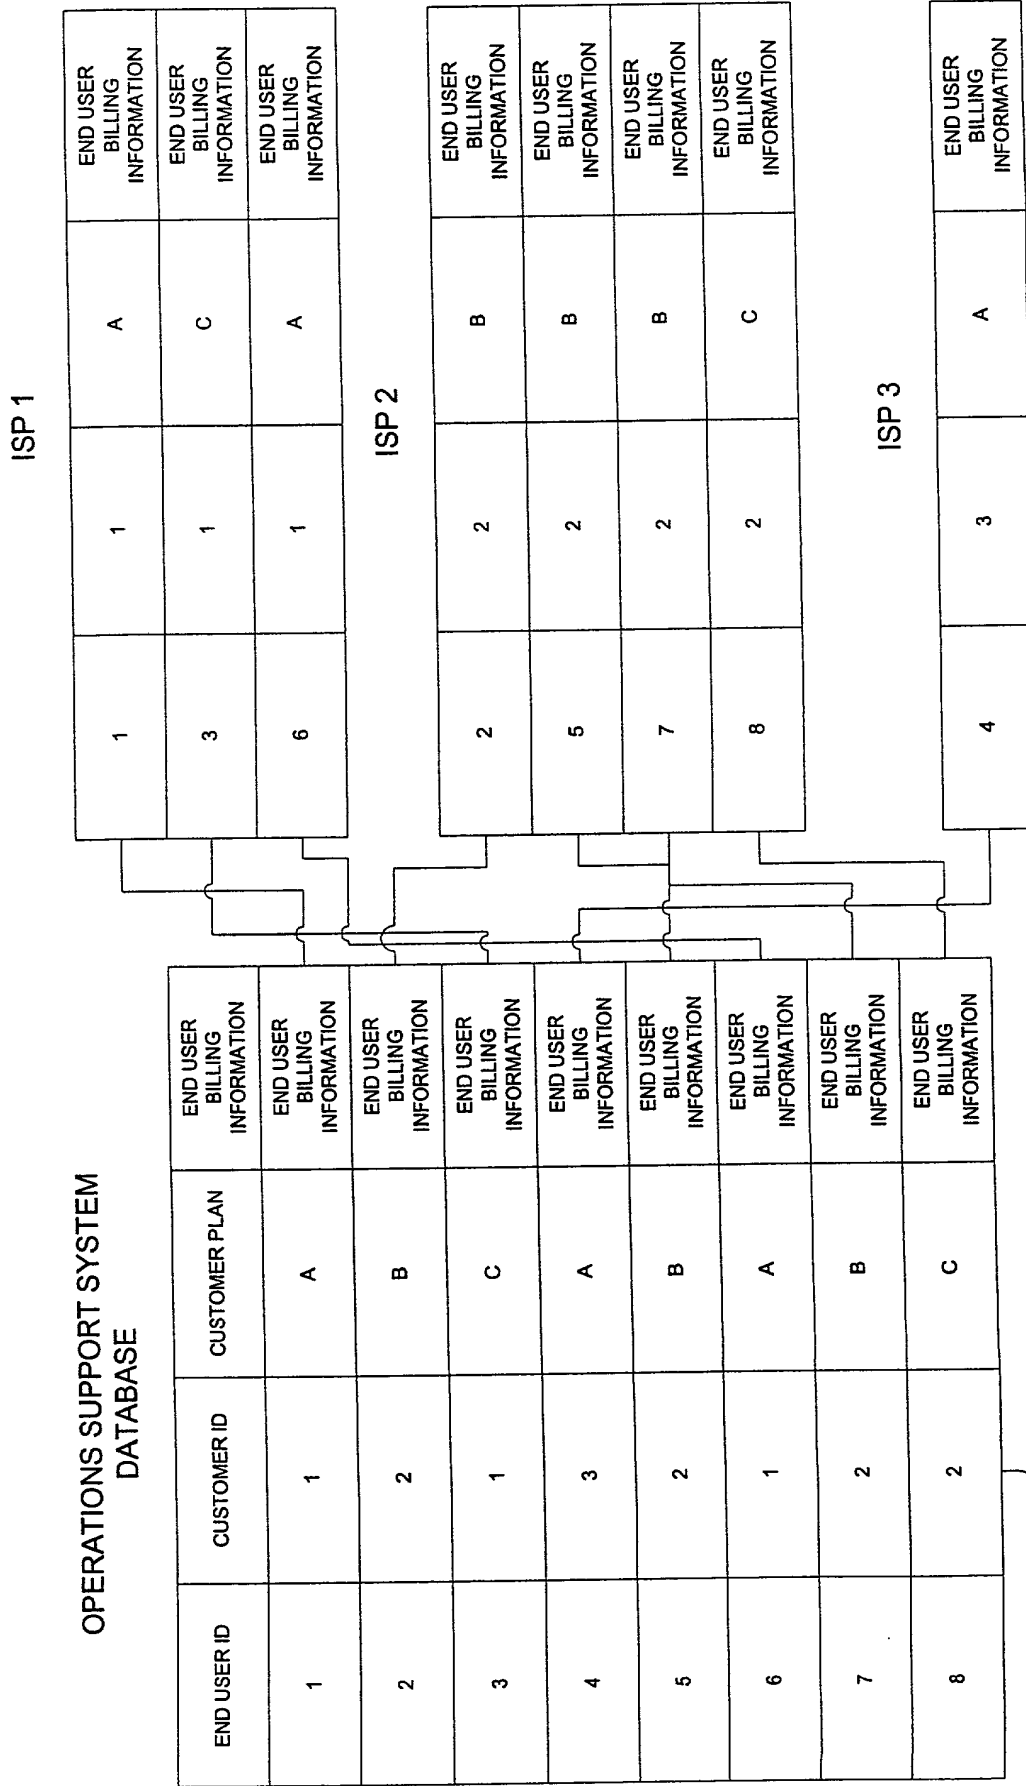 OPERATIONS SUPPORT SYSTEM
DATABASE
END USER ID
CUSTOMER ID
CUSTOMER PLAN
END USER
BILLING
INFORMATION
1
1
A
END USER
BILLING
INFORMATION
2
2
B
END USER
BILLING
INFORMATION
3
1
C
END USER
BILLING
INFORMATION
4
3
A
END USER
BILLING
INFORMATION
5
2
B
END USER
BILLING
INFORMATION
6
1
A
END USER
BILLING
INFORMATION
7
2
B
END USER
BILLING
INFORMATION
8
2
C
END USER
BILLING
INFORMATION
ISP 1
1
1
A
END USER
BILLING
INFORMATION
3
1
C
END USER
BILLING
INFORMATION
6
1
A
END USER
BILLING
INFORMATION
ISP 2
2
2
B
END USER
BILLING
INFORMATION
5
2
B
END USER
BILLING
INFORMATION
7
2
B
END USER
BILLING
INFORMATION
8
2
C
END USER
BILLING
INFORMATION
ISP 3
4
3
A
END USER
BILLING
INFORMATION